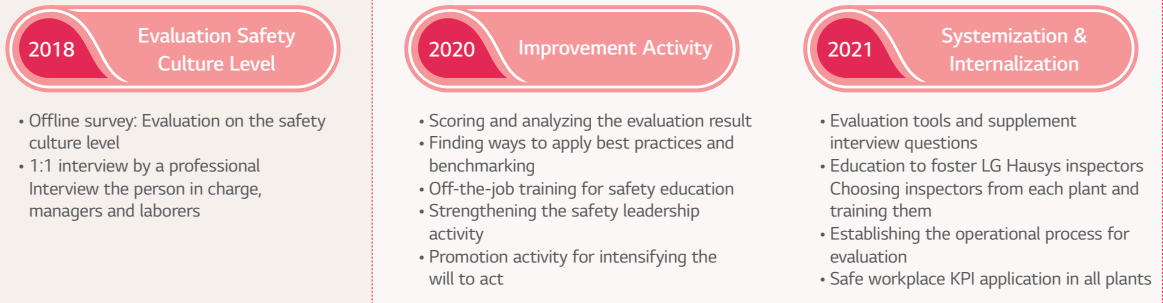 2018
Evaluation Safety
Culture Level
• Offline survey: Evaluation on the safety
culture level
• 1:1 interview by a professional
Interview the person in charge,
managers and laborers
2020
Improvement Activity
• Scoring and analyzing the evaluation result
• Finding ways to apply best practices and
benchmarking
• Off-the-job training for safety education
• Strengthening the safety leadership
activity
• Promotion activity for intensifying the
will to act
2021
Systemization &
Internalization
• Evaluation tools and supplement
interview questions
• Education to foster LG Hausys inspectors
Choosing inspectors from each plant and
training them
• Establishing the operational process for
evaluation
• Safe workplace KPI application in all plants